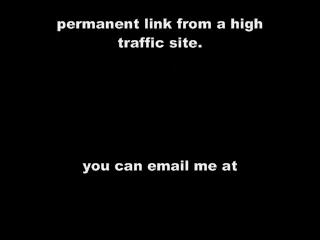 permanent link from a high
traffic site.
you can email me at